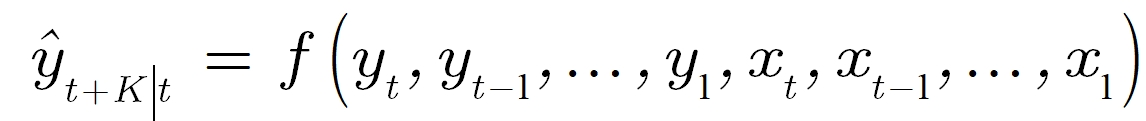 ŷ_{t+K|t} = f(y_t, y_{t−1}, …, y_1, x_t, x_{t−1}, …, x_1)